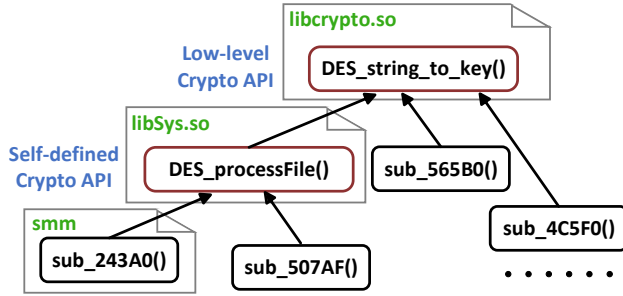 libcrypto.so
Low-level
Crypto API
DES_string_to_key()
libSys.so
Self-defined
Crypto API
DES_processFile()
sub_565B0()
smm
sub_243A0()
sub_507AF()
sub_4C5F0()
......